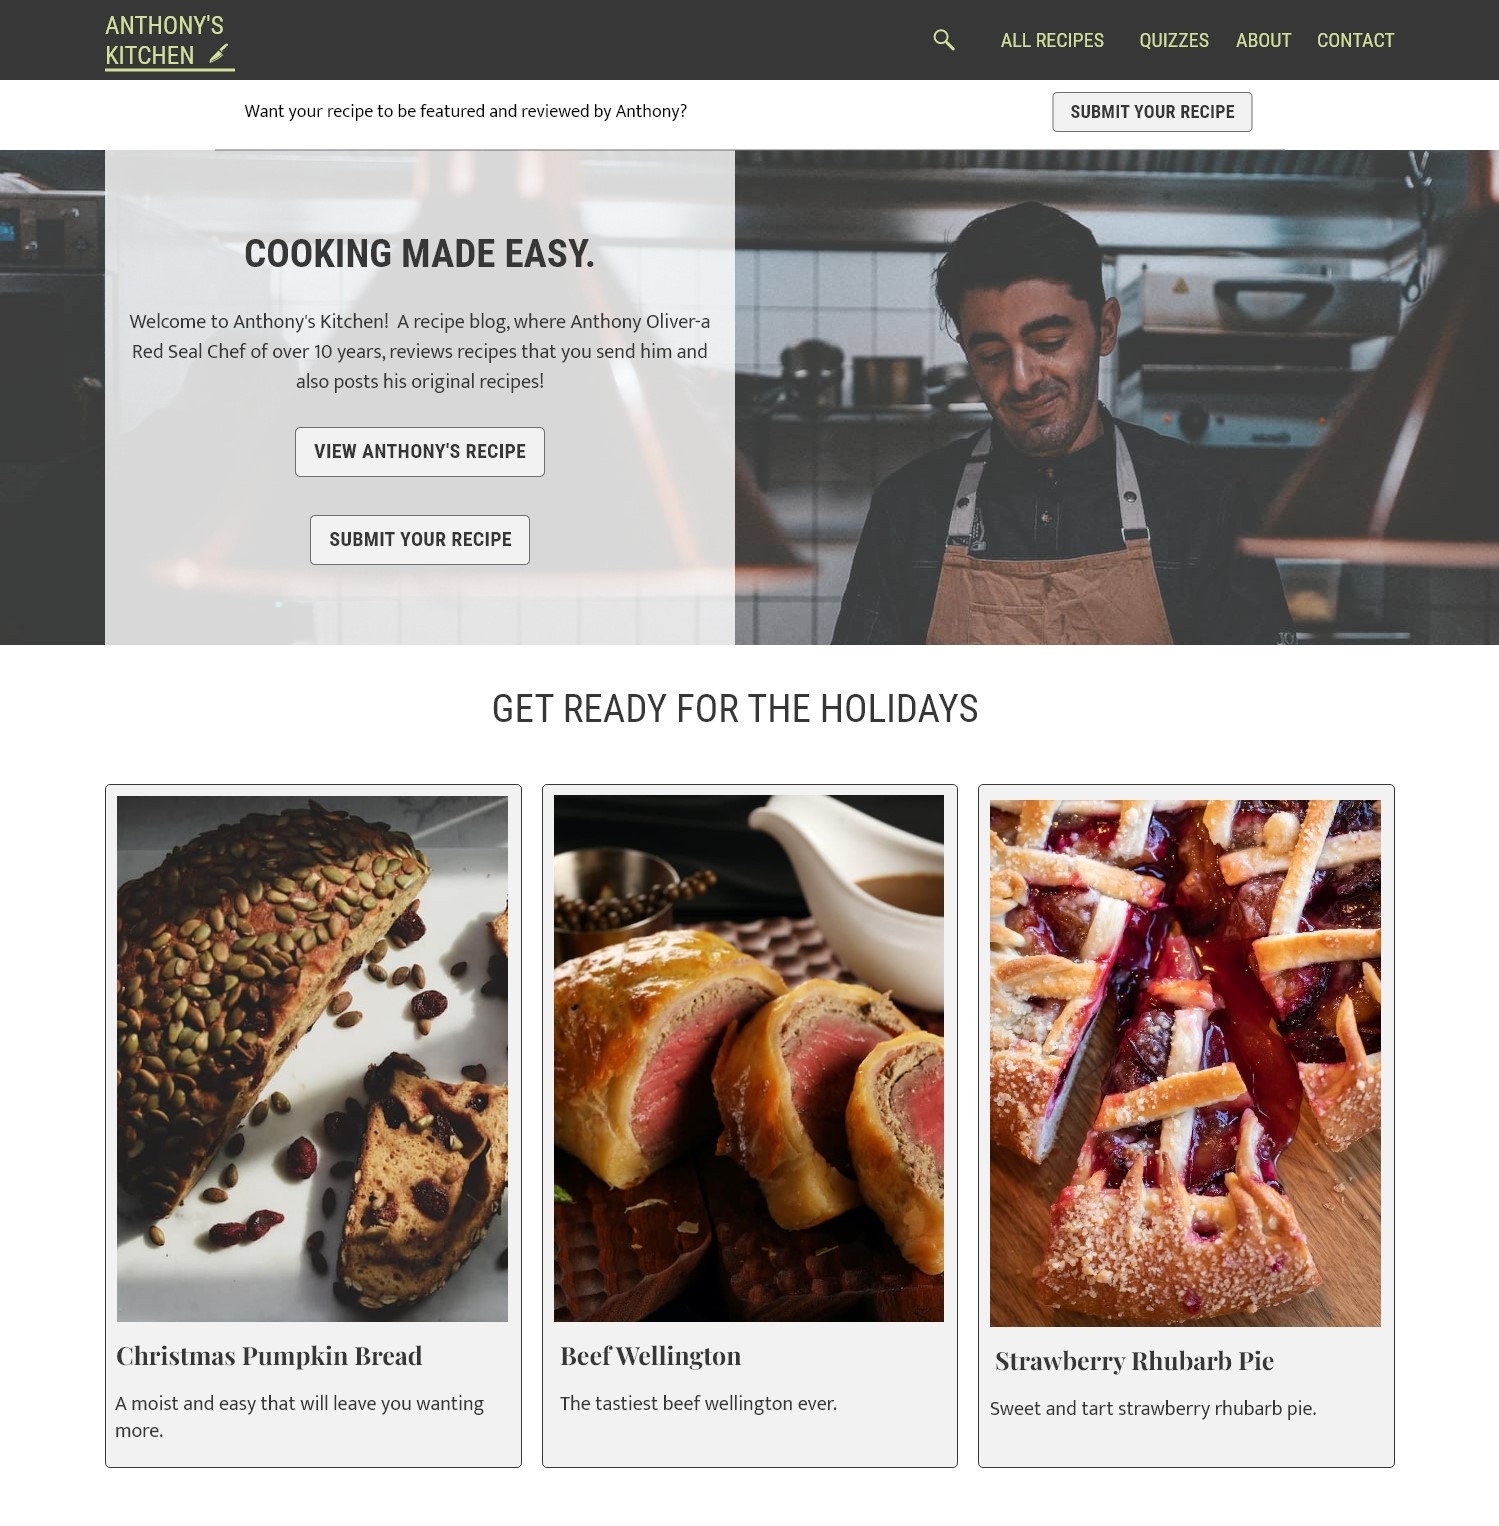 ANTHONY'S
KITCHEN
ALL RECIPES QUIZZES ABOUT CONTACT
Want your recipe to be featured and reviewed by Anthony?
SUBMIT YOUR RECIPE
COOKING MADE EASY.
Welcome to Anthony's Kitchen!  A recipe blog, where Anthony Oliver-a
Red Seal Chef of over 10 years, reviews recipes that you send him and
also posts his original recipes!
VIEW ANTHONY'S RECIPE
SUBMIT YOUR RECIPE
GET READY FOR THE HOLIDAYS
Christmas Pumpkin Bread
A moist and easy that will leave you wanting
more.
Beef Wellington
The tastiest beef wellington ever.
Strawberry Rhubarb Pie
Sweet and tart strawberry rhubarb pie.